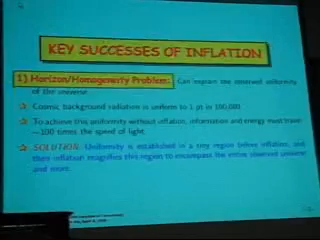 KEY SUCCESSES OF INFLATION
1) Horizon/Homogeneity Problem: Can explain the observed uniformity
of the universe
Cosmic background radiation is uniform to 1 pt in 100,000
To achieve this uniformity without inflation, information and energy must travel
~100 times the speed of light.
SOLUTION: Uniformity is established in a tiny region before inflation, and
then inflation magnifies this region to encompass the entire observed universe
and more.